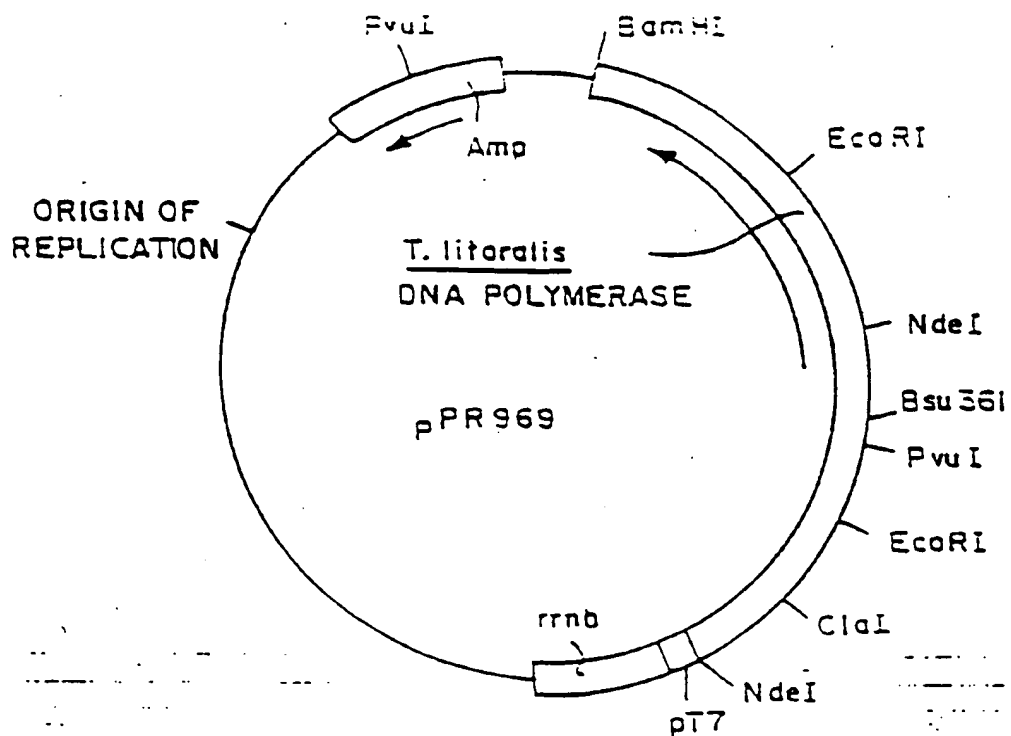 PvuI
BamHI
EcoRI
Amp
ORIGIN OF
REPLICATION
T. litoralis
DNA POLYMERASE
NdeI
Bsu36I
pPR969
PvuI
EcoRI
ClaI
rrnb
NdeI
pT7